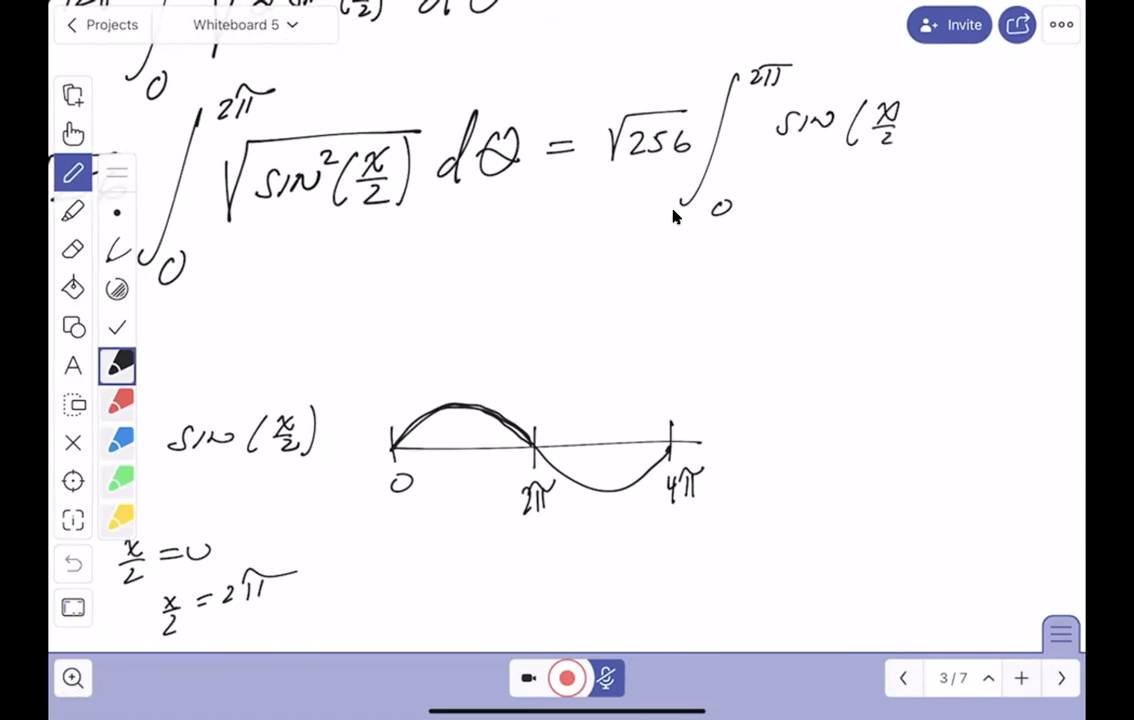 Projects
Whiteboard 5
Invite
∫₀^2π √sin²(x/2) dθ = √256 ∫₀^2π sin (x/2
sin (x/2)
0 2π 4π
x/2 = 0
x/2 = 2π
A
3 / 7